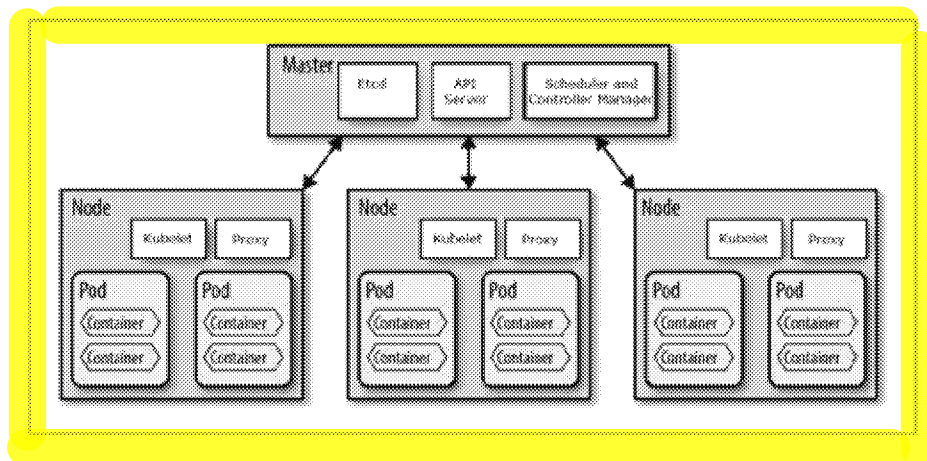 Master
Etcd
API
Server
Scheduler and
Controller Manager
Node
Kubelet
Proxy
Pod
Container
Container
Pod
Container
Container
Node
Kubelet
Proxy
Pod
Container
Container
Pod
Container
Container
Node
Kubelet
Proxy
Pod
Container
Container
Pod
Container
Container